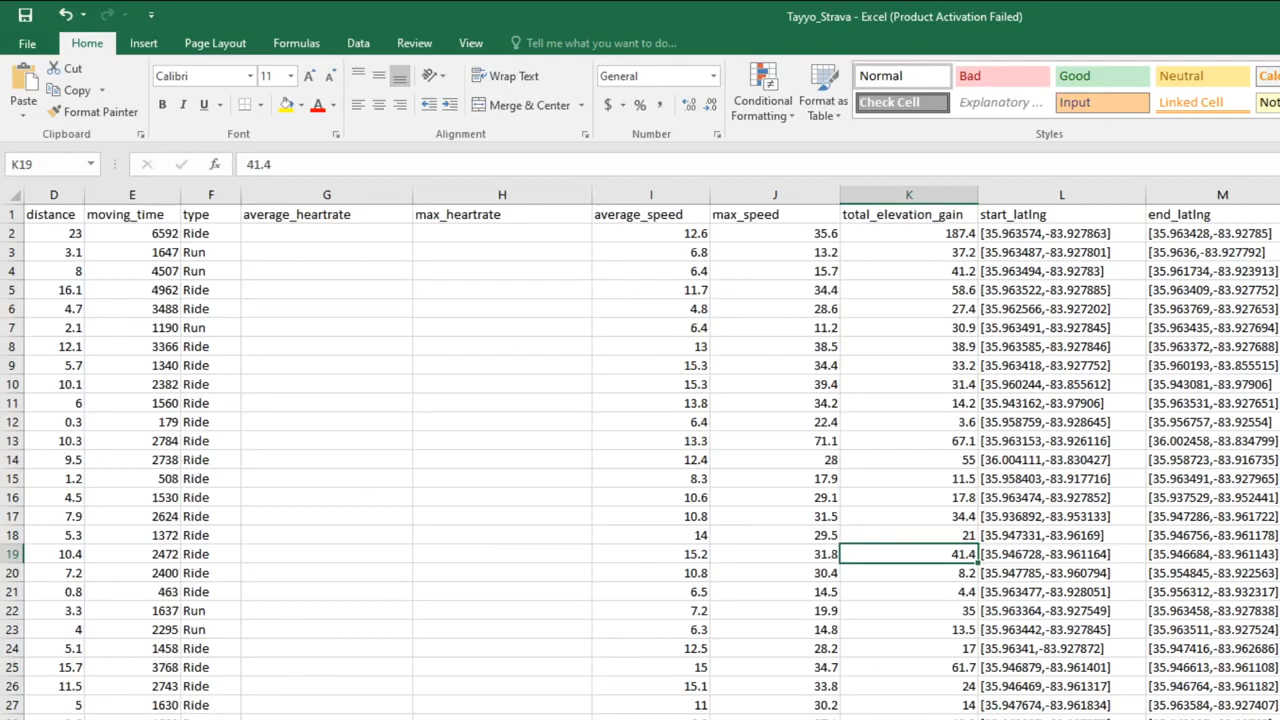 Tayyo_Strava - Excel (Product Activation Failed)
File Home Insert Page Layout Formulas Data Review View Tell me what you want to do...
Cut
Copy
Format Painter
Paste
Clipboard
Calibri 11 A A
B I U A
Font
Wrap Text
Merge & Center
Alignment
General
$ % , .0 .00 .00 .0
Number
Conditional Formatting
Format as Table
Normal Bad Good Neutral Calc
Check Cell Explanatory ... Input Linked Cell Not
Styles
K19 fx 41.4
D E F G H I J K L M
1 distance moving_time type average_heartrate max_heartrate average_speed max_speed total_elevation_gain start_latlng end_latlng
2 23 6592 Ride 12.6 35.6 187.4 [35.963574,-83.927863] [35.963428,-83.92785]
3 3.1 1647 Run 6.8 13.2 37.2 [35.963487,-83.927801] [35.9636,-83.927792]
4 8 4507 Run 6.4 15.7 41.2 [35.963494,-83.92783] [35.961734,-83.923913]
5 16.1 4962 Ride 11.7 34.4 58.6 [35.963522,-83.927885] [35.963409,-83.927752]
6 4.7 3488 Ride 4.8 28.6 27.4 [35.962566,-83.927202] [35.963769,-83.927653]
7 2.1 1190 Run 6.4 11.2 30.9 [35.963491,-83.927845] [35.963435,-83.927694]
8 12.1 3366 Ride 13 38.5 38.9 [35.963585,-83.927846] [35.963372,-83.927688]
9 5.7 1340 Ride 15.3 34.4 33.2 [35.963418,-83.927752] [35.960193,-83.855515]
10 10.1 2382 Ride 15.3 39.4 31.4 [35.960244,-83.855612] [35.943081,-83.97906]
11 6 1560 Ride 13.8 34.2 14.2 [35.943162,-83.97906] [35.963531,-83.927651]
12 0.3 179 Ride 6.4 22.4 3.6 [35.958759,-83.928645] [35.956757,-83.92554]
13 10.3 2784 Ride 13.3 71.1 67.1 [35.963153,-83.926116] [36.002458,-83.834799]
14 9.5 2738 Ride 12.4 28 55 [36.004111,-83.830427] [35.958723,-83.916735]
15 1.2 508 Ride 8.3 17.9 11.5 [35.958403,-83.917716] [35.963491,-83.927965]
16 4.5 1530 Ride 10.6 29.1 17.8 [35.963474,-83.927852] [35.937529,-83.952441]
17 7.9 2624 Ride 10.8 31.5 34.4 [35.936892,-83.953133] [35.947286,-83.961722]
18 5.3 1372 Ride 14 29.5 21 [35.947331,-83.96169] [35.946756,-83.961178]
19 10.4 2472 Ride 15.2 31.8 41.4 [35.946728,-83.961164] [35.946684,-83.961143]
20 7.2 2400 Ride 10.8 30.4 8.2 [35.947785,-83.960794] [35.954845,-83.922563]
21 0.8 463 Ride 6.5 14.5 4.4 [35.963477,-83.928051] [35.956312,-83.932317]
22 3.3 1637 Run 7.2 19.9 35 [35.963364,-83.927549] [35.963458,-83.927838]
23 4 2295 Run 6.3 14.8 13.5 [35.963442,-83.927845] [35.963511,-83.927524]
24 5.1 1458 Ride 12.5 28.2 17 [35.96341,-83.927872] [35.947416,-83.962686]
25 15.7 3768 Ride 15 34.7 61.7 [35.946879,-83.961401] [35.946613,-83.961108]
26 11.5 2743 Ride 15.1 33.8 24 [35.946469,-83.961317] [35.946764,-83.961182]
27 5 1630 Ride 11 30.2 14 [35.947674,-83.961834] [35.963584,-83.927407]